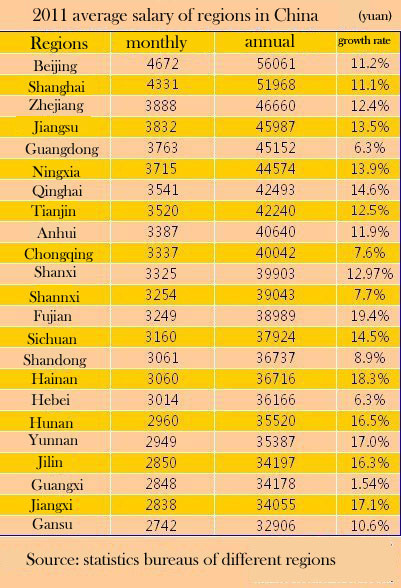 2011 average salary of regions in China (yuan)
Regions monthly annual growth rate
Beijing 4672 56061 11.2%
Shanghai 4331 51968 11.1%
Zhejiang 3888 46660 12.4%
Jiangsu 3832 45987 13.5%
Guangdong 3763 45152 6.3%
Ningxia 3715 44574 13.9%
Qinghai 3541 42493 14.6%
Tianjin 3520 42240 12.5%
Anhui 3387 40640 11.9%
Chongqing 3337 40042 7.6%
Shanxi 3325 39903 12.97%
Shannxi 3254 39043 7.7%
Fujian 3249 38989 19.4%
Sichuan 3160 37924 14.5%
Shandong 3061 36737 8.9%
Hainan 3060 36716 18.3%
Hebei 3014 36166 6.3%
Hunan 2960 35520 16.5%
Yunnan 2949 35387 17.0%
Jilin 2850 34197 16.3%
Guangxi 2848 34178 1.54%
Jiangxi 2838 34055 17.1%
Gansu 2742 32906 10.6%
Source: statistics bureaus of different regions